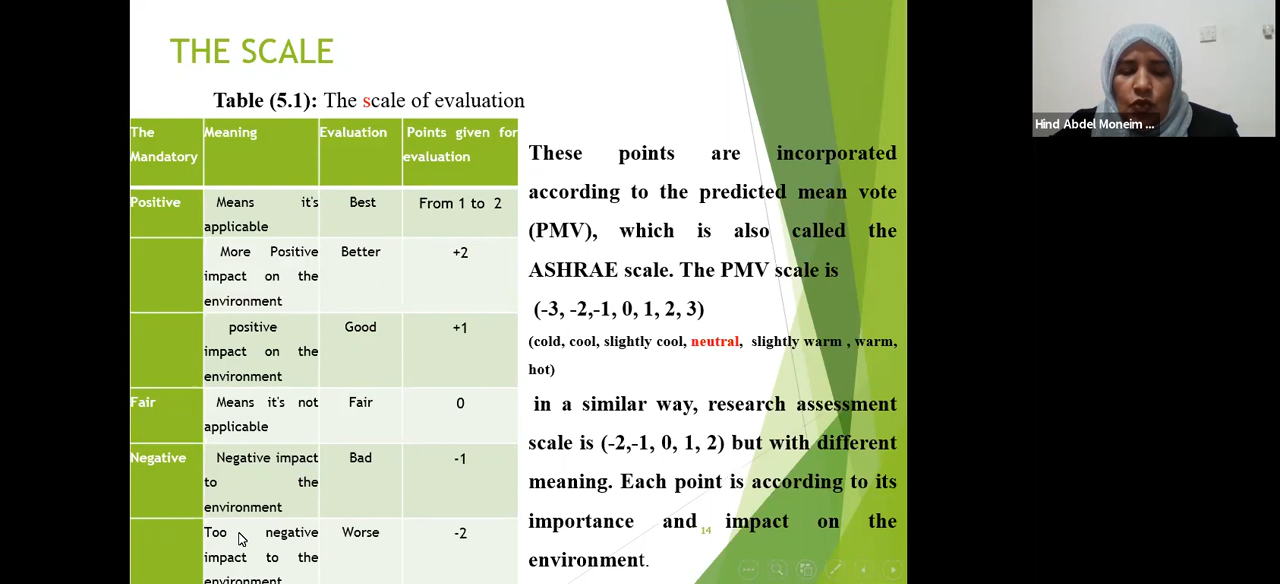 THE SCALE
Table (5.1): The scale of evaluation
The Mandatory
Meaning
Evaluation
Points given for
evaluation
Positive
Means it's
applicable
Best
From 1 to 2
More Positive
impact on the
environment
Better
+2
positive
impact on the
environment
Good
+1
Fair
Means it's not
applicable
Fair
0
Negative
Negative impact
to the
environment
Bad
-1
Too negative
impact to the
environment
Worse
-2
These points are incorporated
according to the predicted mean vote
(PMV), which is also called the
ASHRAE scale. The PMV scale is
(-3, -2,-1, 0, 1, 2, 3)
(cold, cool, slightly cool, neutral, slightly warm , warm,
hot)
in a similar way, research assessment
scale is (-2,-1, 0, 1, 2) but with different
meaning. Each point is according to its
importance and impact on the
environment.
14
Hind Abdel Moneim ...